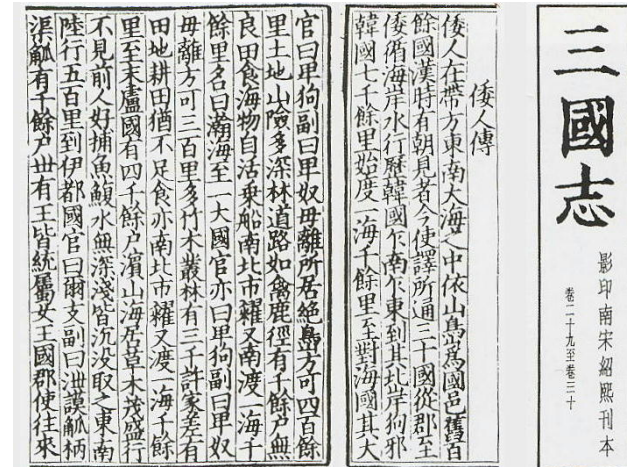 三國志
影印南宋紹熙刊本
卷二十九至卷三十
倭人傳
倭人在帶方東南大海之中依山㠀爲國邑舊百
餘國漢時有朝見者今使譯所通三十國從郡至
倭循海岸水行歷韓國乍南乍東到其北岸狗邪
韓國七千餘里始度一海千餘里至對海國其大
官曰卑狗副曰卑奴毋離所居絶㠀方可四百餘
里土地山險多深林道路如禽鹿徑有千餘戶無
良田食海物自活乗船南北市糴又南渡一海千
餘里名曰瀚海至一大國官亦曰卑狗副曰卑奴
毋離方可三百里多竹木叢林有三千許家差有
田地耕田猶不足食亦南北市糴又渡一海千餘
里至末盧國有四千餘戶濵山海居草木茂盛行
不見前人好捕魚鰒水無深淺皆沉没取之東南
陸行五百里到伊都國官曰爾支副曰泄謨觚柄
渠觚有千餘戶丗有王皆統屬女王國郡使往來